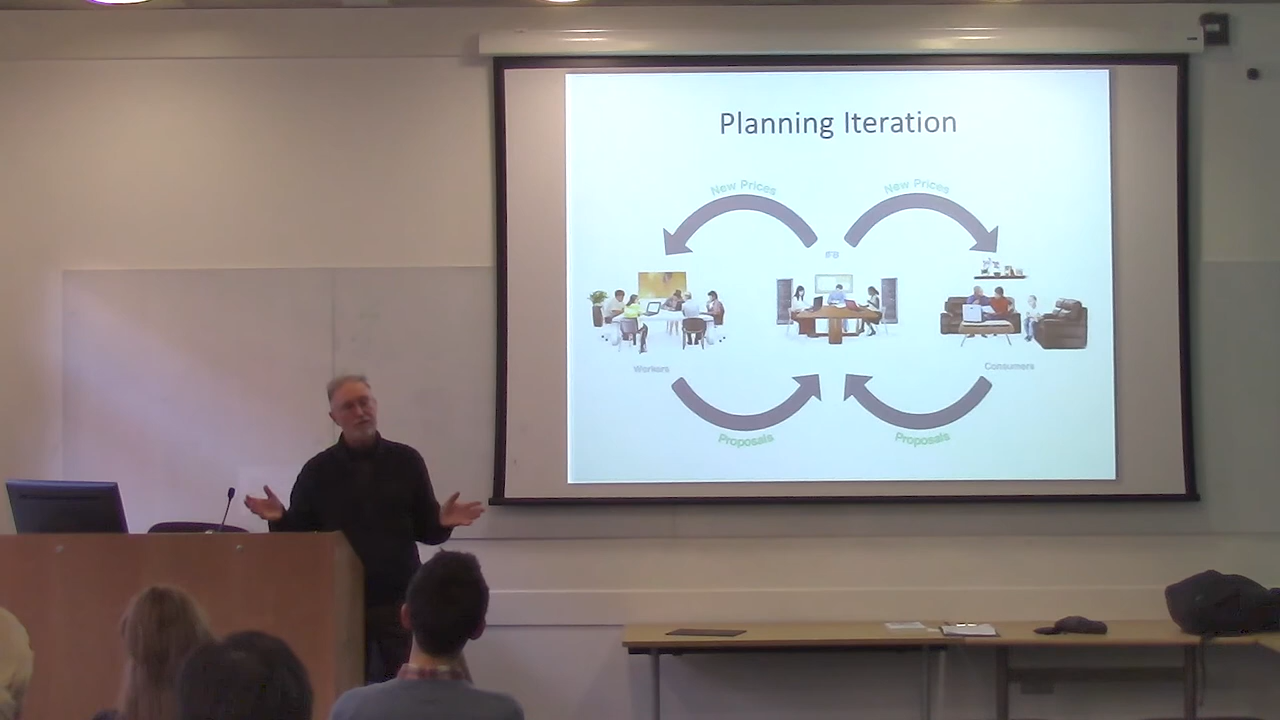 Planning Iteration
New Prices
New Prices
IFB
Workers
Consumers
Proposals
Proposals